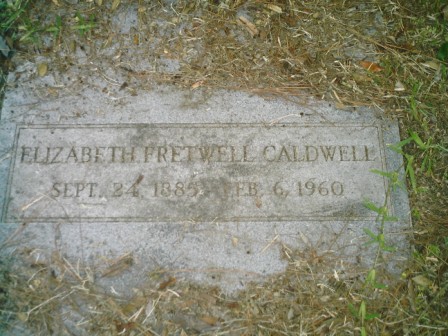 ELIZABETH FRETWELL CALDWELL
SEPT. 24, 1885 - FEB. 6, 1960